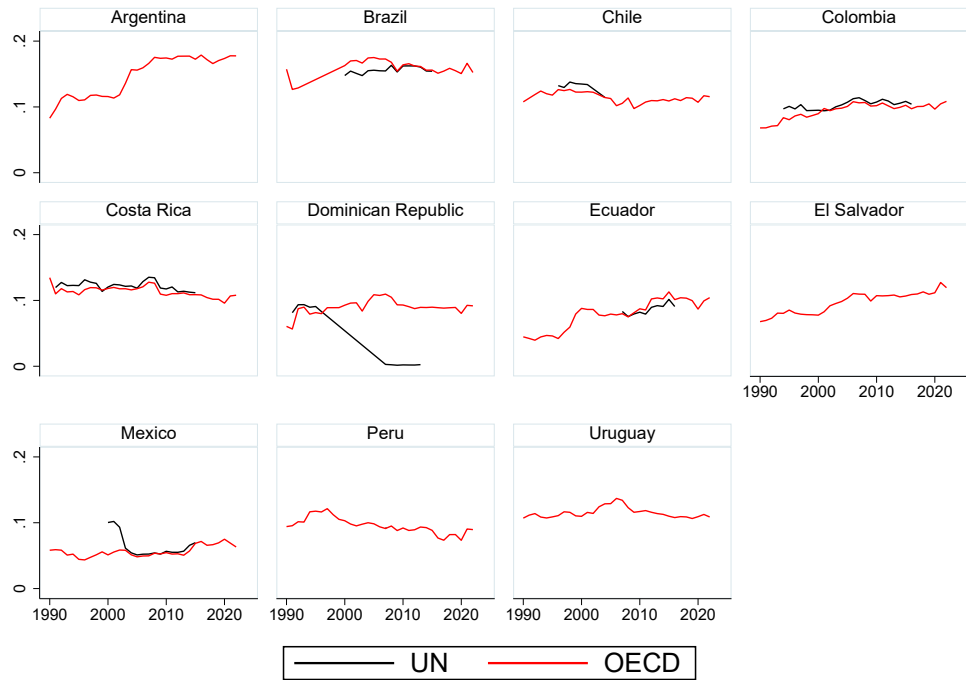 Argentina Brazil Chile Colombia
.2
.1
0
Costa Rica Dominican Republic Ecuador El Salvador
.2
.1
0
1990 2000 2010 2020
Mexico Peru Uruguay
.2
.1
0
1990 2000 2010 2020 1990 2000 2010 2020 1990 2000 2010 2020
UN OECD